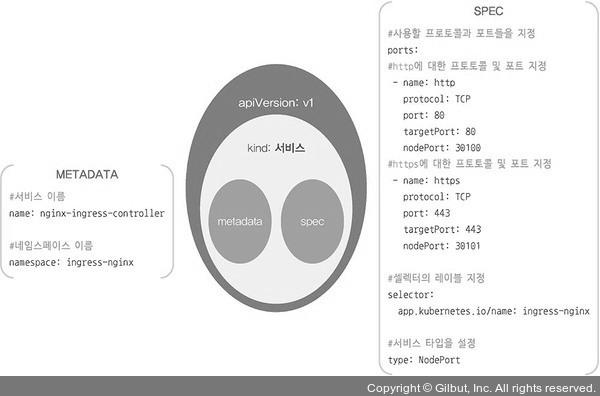 METADATA
#서비스 이름
name: nginx-ingress-controller
#네임스페이스 이름
namespace: ingress-nginx
apiVersion: v1
kind: 서비스
metadata
spec
SPEC
#사용할 프로토콜과 포트들을 지정
ports:
#http에 대한 프토토콜 및 포트 지정
- name: http
protocol: TCP
port: 80
targetPort: 80
nodePort: 30100
#https에 대한 프토토콜 및 포트 지정
- name: https
protocol: TCP
port: 443
targetPort: 443
nodePort: 30101
#셀렉터의 레이블 지정
selector:
app.kubernetes.io/name: ingress-nginx
#서비스 타입을 설정
type: NodePort
Copyright © Gilbut, Inc. All rights reserved.